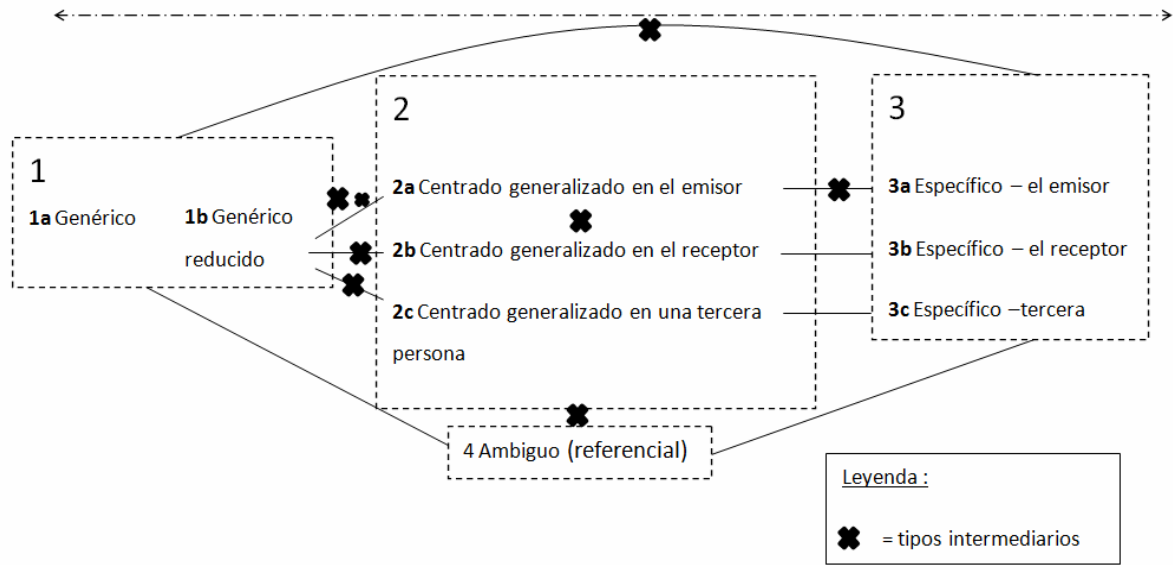 1
1a Genérico
1b Genérico
reducido
2
2a Centrado generalizado en el emisor
2b Centrado generalizado en el receptor
2c Centrado generalizado en una tercera
persona
3
3a Específico – el emisor
3b Específico – el receptor
3c Específico –tercera
4 Ambiguo (referencial)
Leyenda :
= tipos intermediarios